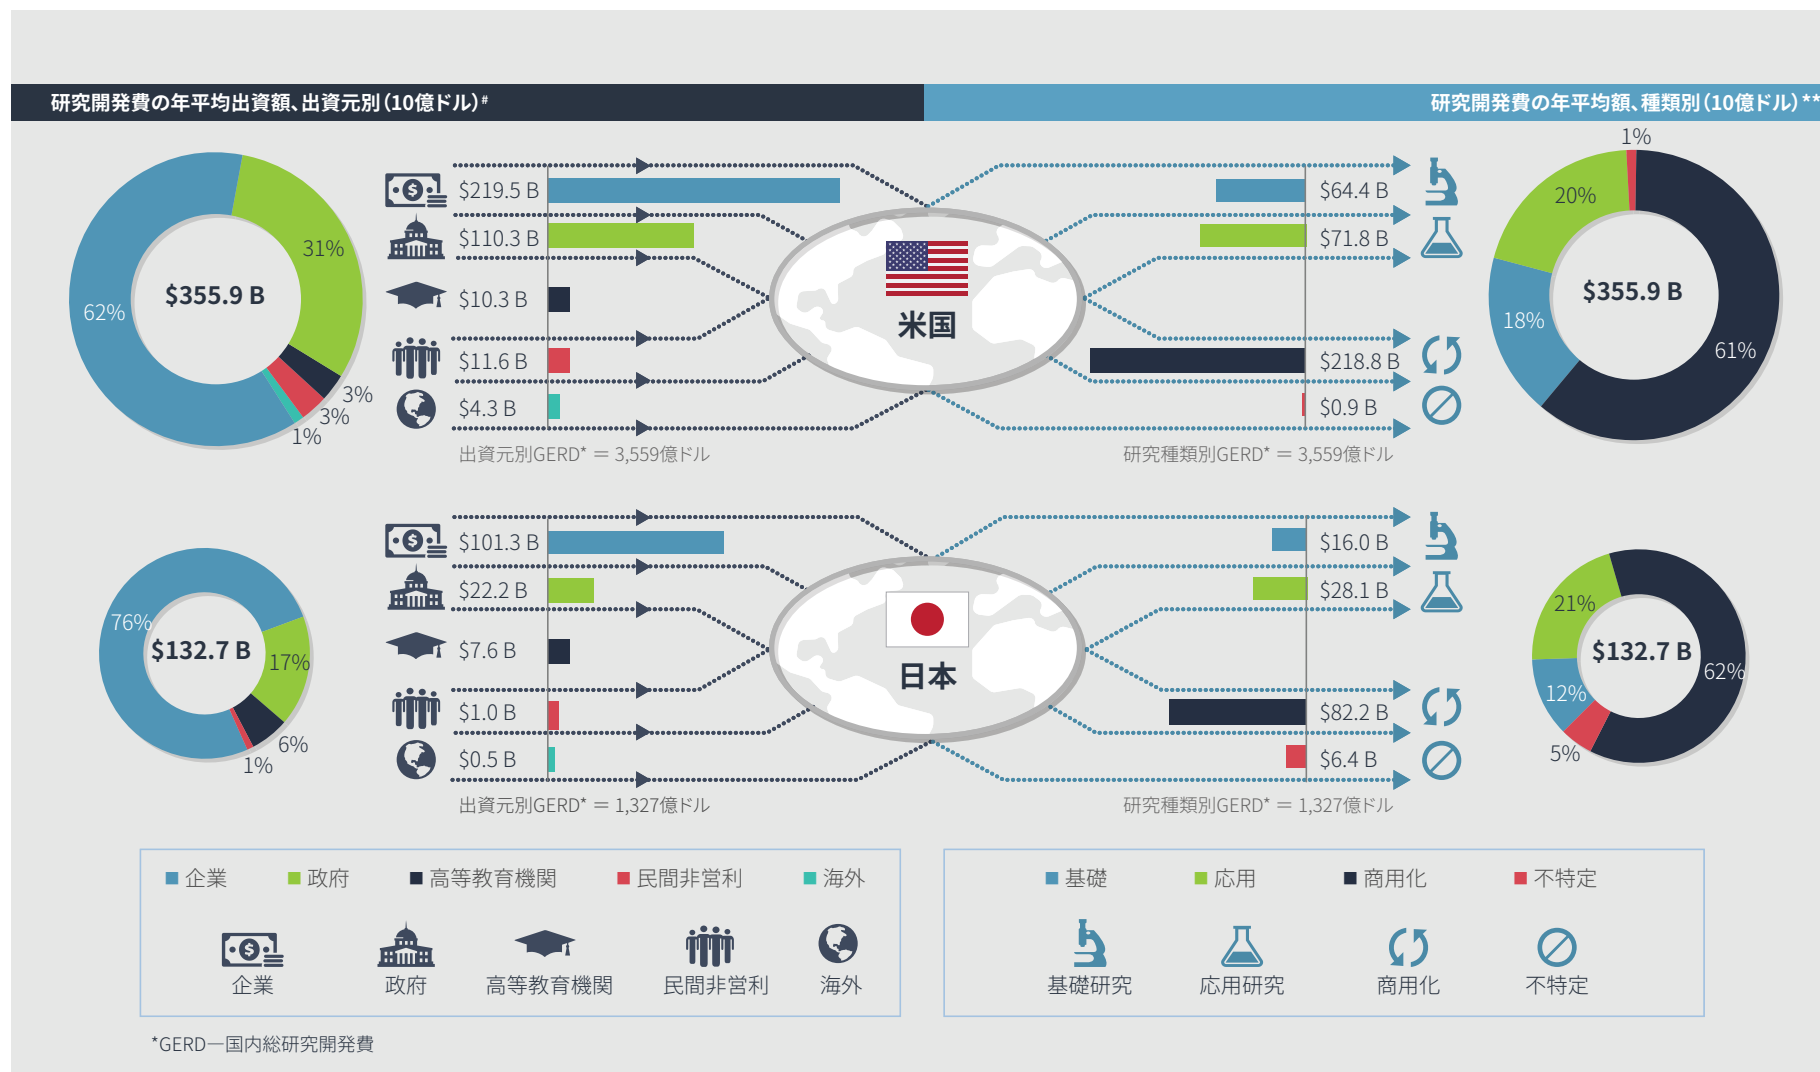 研究開発費の年平均出資額、出資元別（10億ドル）#
研究開発費の年平均額、種類別（10億ドル）**
62%
31%
3%
3%
1%
$355.9 B
$219.5 B
$110.3 B
$10.3 B
$11.6 B
$4.3 B
出資元別GERD* ＝ 3,559億ドル
米国
$64.4 B
$71.8 B
$218.8 B
$0.9 B
研究種類別GERD* ＝ 3,559億ドル
1%
20%
18%
61%
$355.9 B
76%
17%
6%
1%
$132.7 B
$101.3 B
$22.2 B
$7.6 B
$1.0 B
$0.5 B
出資元別GERD* ＝ 1,327億ドル
日本
$16.0 B
$28.1 B
$82.2 B
$6.4 B
研究種類別GERD* ＝ 1,327億ドル
21%
12%
5%
62%
$132.7 B
企業 政府 高等教育機関 民間非営利 海外
企業 政府 高等教育機関 民間非営利 海外
基礎 応用 商用化 不特定
基礎研究 応用研究 商用化 不特定
*GERD―国内総研究開発費